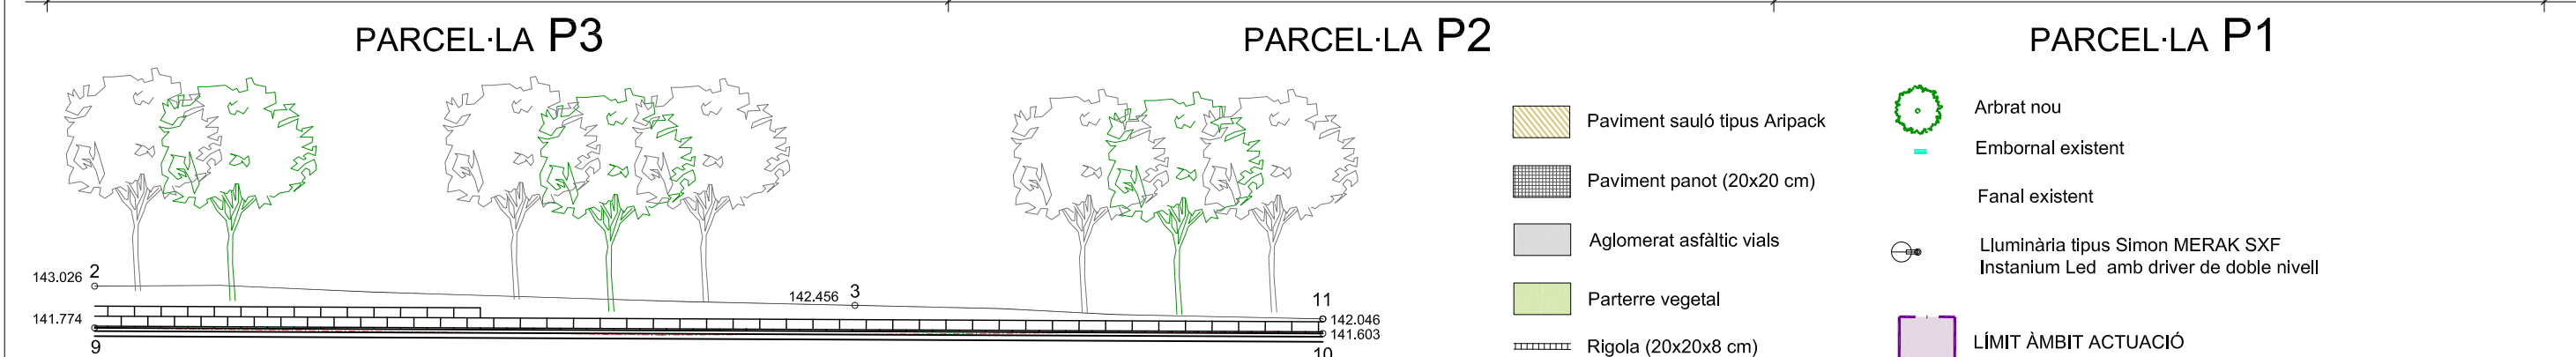 PARCEL·LA P3
PARCEL·LA P2
PARCEL·LA P1
143.026
2
142.456
3
11
142.046
141.774
141.603
9
10
Paviment sauló tipus Aripack
Paviment panot (20x20 cm)
Aglomerat asfàltic vials
Parterre vegetal
Rigola (20x20x8 cm)
Arbrat nou
Embornal existent
Fanal existent
Lluminària tipus Simon MERAK SXF
Instanium Led amb driver de doble nivell
LÍMIT ÀMBIT ACTUACIÓ